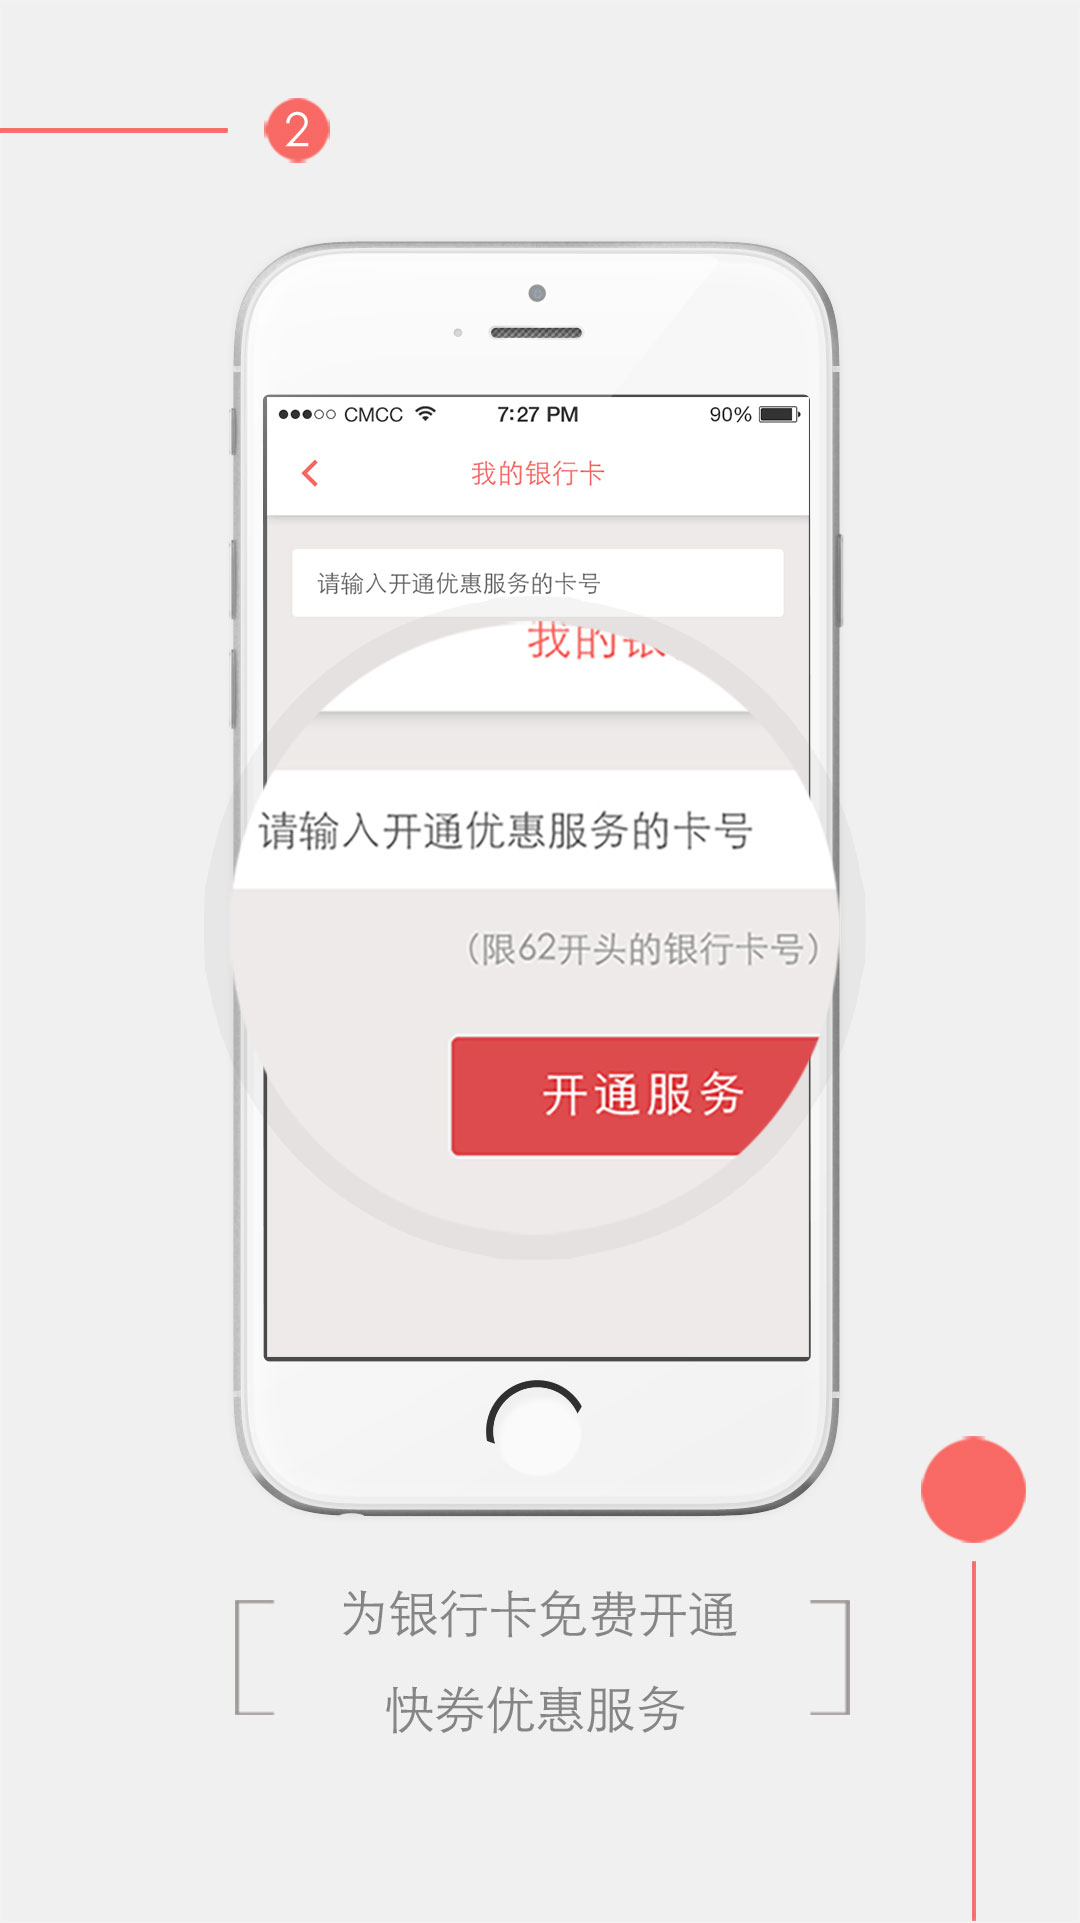 2
CMCC 7:27 PM 90%
我的银行卡
请输入开通优惠服务的卡号
我的银
请输入开通优惠服务的卡号
(限62开头的银行卡号)
开通服务
为银行卡免费开通
快券优惠服务